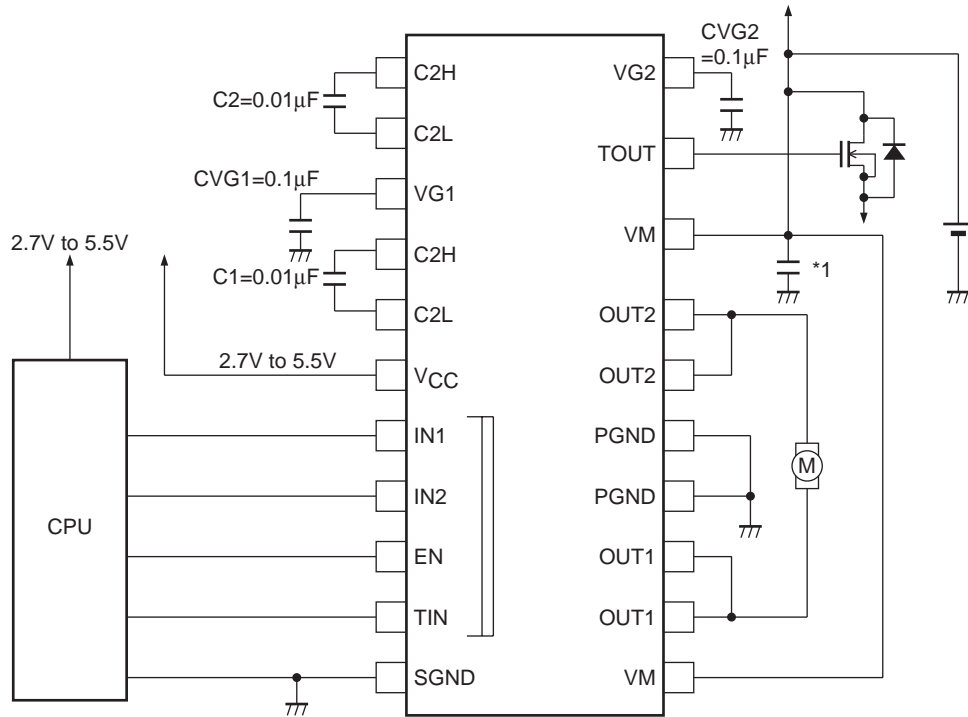 CVG2
=0.1μF
C2H
VG2
C2=0.01μF
C2L
TOUT
CVG1=0.1μF
VG1
VM
2.7V to 5.5V
C2H
*1
C1=0.01μF
C2L
OUT2
2.7V to 5.5V
VCC
OUT2
IN1
PGND
M
IN2
PGND
CPU
EN
OUT1
TIN
OUT1
SGND
VM